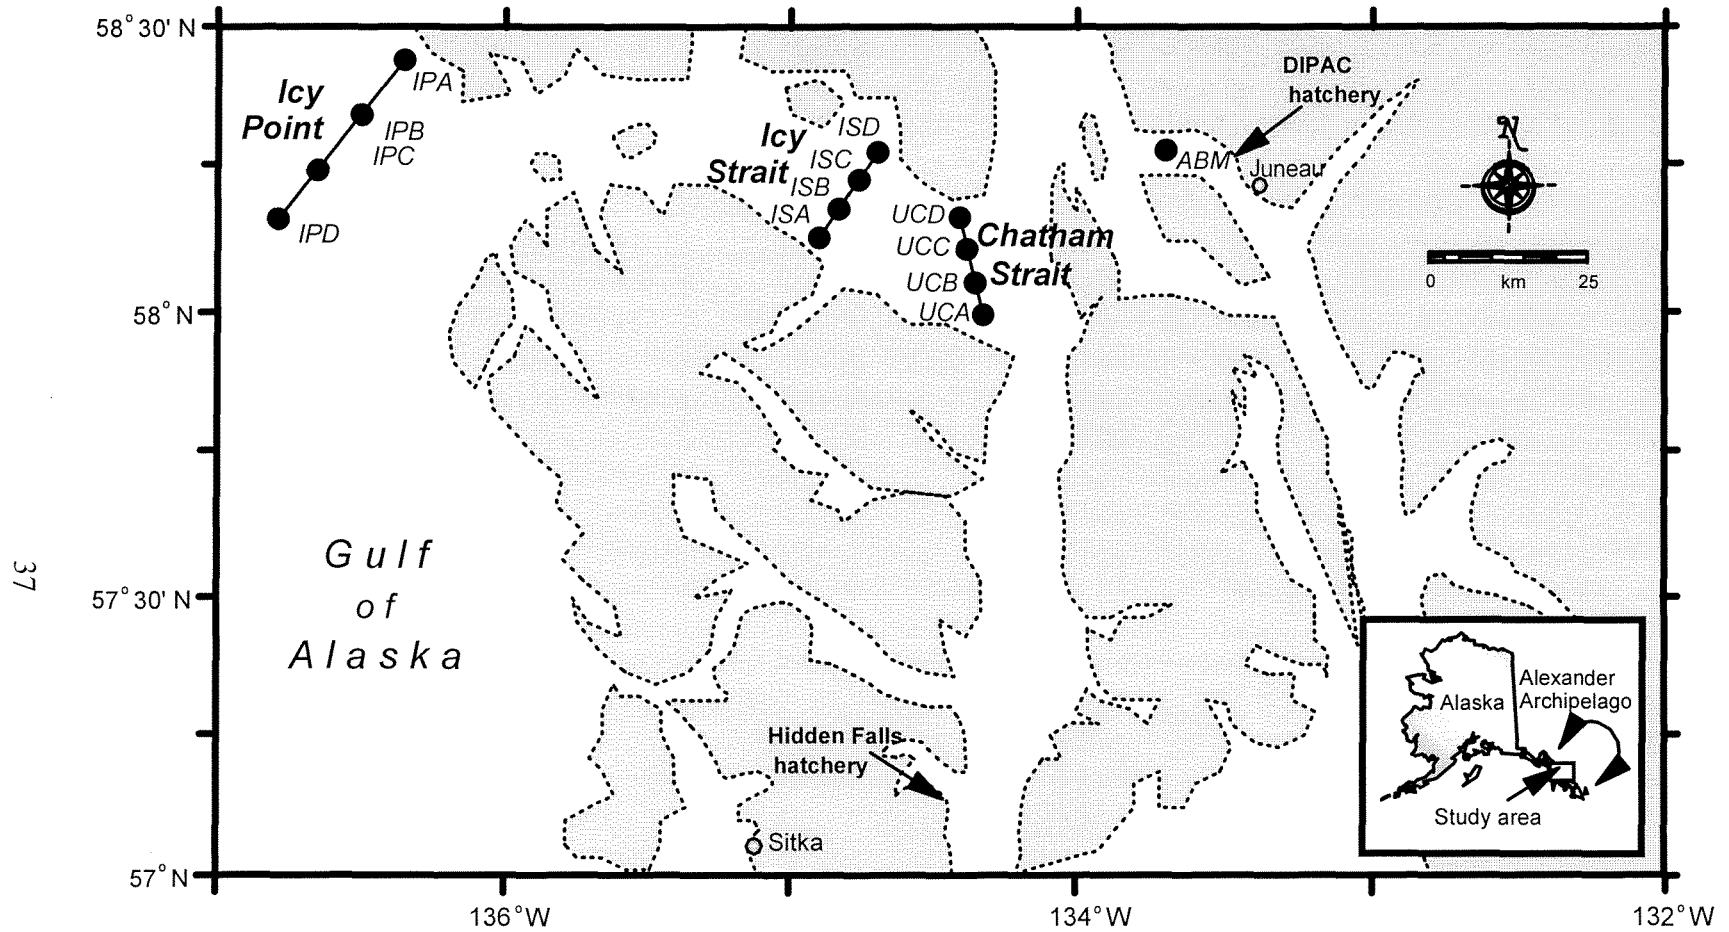 58° 30' N
58° N
57° 30' N
57° N
136° W
134° W
132° W
37
Icy
Point
IPA
IPB
IPC
IPD
Icy
Strait
ISD
ISC
ISB
ISA
UCD
UCC
UCB
UCA
Chatham
Strait
DIPAC
hatchery
ABM
Juneau
N
0 km 25
Gulf
of
Alaska
Hidden Falls
hatchery
Sitka
Alaska
Alexander
Archipelago
Study area